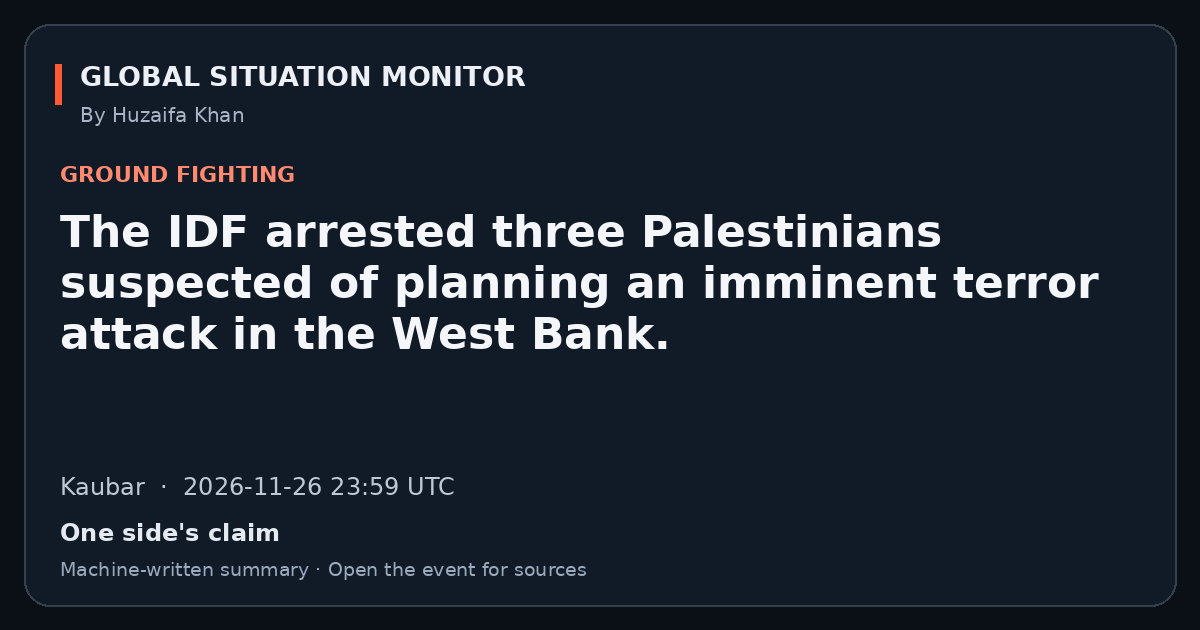 GLOBAL SITUATION MONITOR
By Huzaifa Khan
GROUND FIGHTING
The IDF arrested three Palestinians
suspected of planning an imminent terror
attack in the West Bank.
Kaubar · 2026-11-26 23:59 UTC
One side's claim
Machine-written summary · Open the event for sources